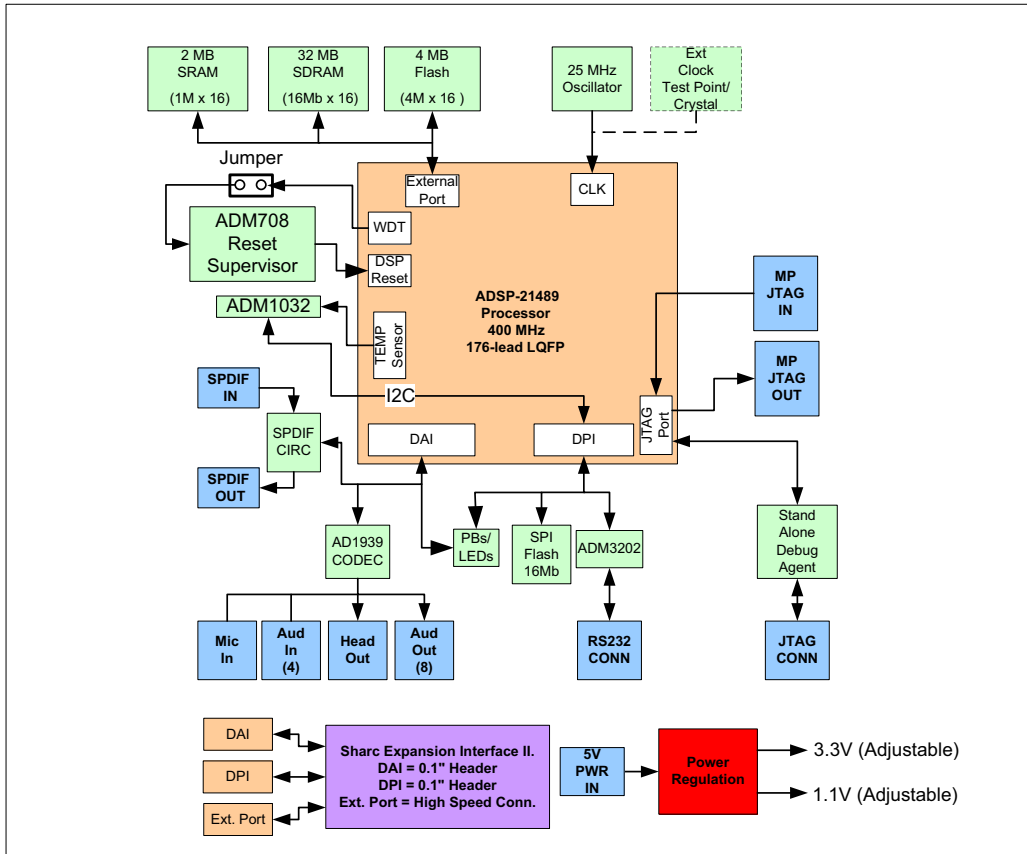 2 MB
SRAM
(1M x 16)
32 MB
SDRAM
(16Mb x 16)
4 MB
Flash
(4M x 16 )
25 MHz
Oscillator
Ext
Clock
Test Point/
Crystal
Jumper
External
Port
CLK
WDT
ADM708
Reset
Supervisor
DSP
Reset
ADM1032
TEMP
Sensor
ADSP-21489
Processor
400 MHz
176-lead LQFP
MP
JTAG
IN
MP
JTAG
OUT
SPDIF
IN
I2C
JTAG
Port
SPDIF
CIRC
DAI
DPI
SPDIF
OUT
AD1939
CODEC
PBs/
LEDs
SPI
Flash
16Mb
ADM3202
Stand
Alone
Debug
Agent
Mic
In
Aud
In
(4)
Head
Out
Aud
Out
(8)
RS232
CONN
JTAG
CONN
DAI
DPI
Ext. Port
Sharc Expansion Interface II.
DAI = 0.1" Header
DPI = 0.1" Header
Ext. Port = High Speed Conn.
5V
PWR
IN
Power
Regulation
3.3V (Adjustable)
1.1V (Adjustable)